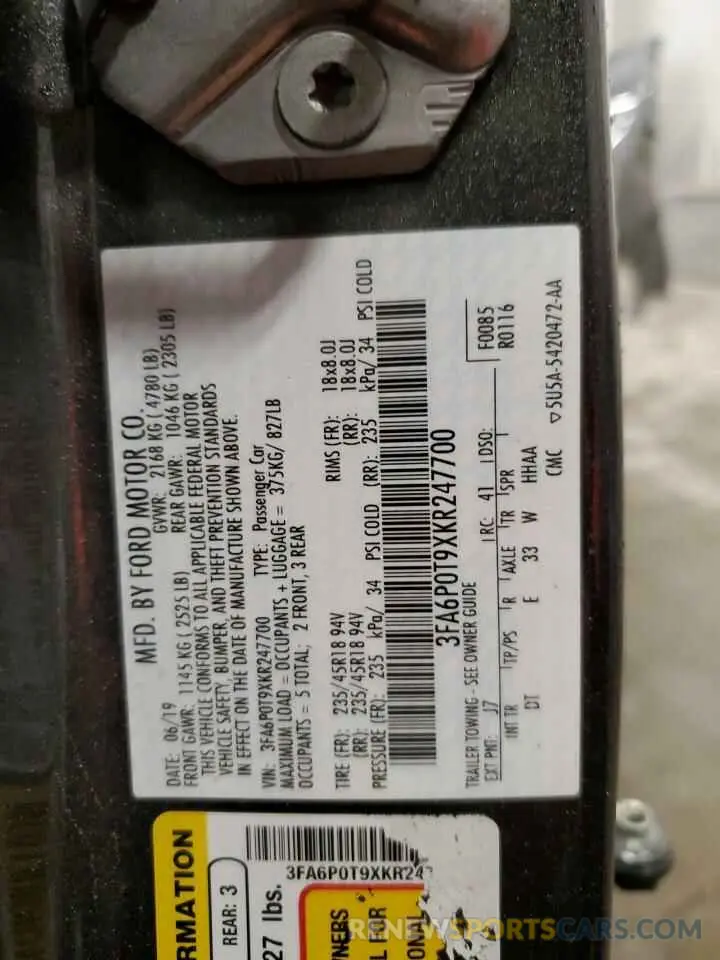 MFD. BY FORD MOTOR CO.
DATE: 06/19 GVWR: 2168 KG ( 4780 LB)
FRONT GAWR: 1145 KG ( 2525 LB) REAR GAWR: 1046 KG ( 2305 LB)
THIS VEHICLE CONFORMS TO ALL APPLICABLE FEDERAL MOTOR
VEHICLE SAFETY, BUMPER, AND THEFT PREVENTION STANDARDS
IN EFFECT ON THE DATE OF MANUFACTURE SHOWN ABOVE.
VIN: 3FA6P0T9XKR247700 TYPE: Passenger Car
MAXIMUM LOAD = OCCUPANTS + LUGGAGE = 375KG/ 827LB
OCCUPANTS = 5 TOTAL; 2 FRONT, 3 REAR
TIRE (FR): 235/45R18 94V RIMS (FR): 18x8.0J
(RR): 235/45R18 94V (RR): 18x8.0J
PRESSURE (FR): 235 kPa/ 34 PSI COLD (RR): 235 kPa/ 34 PSI COLD
3FA6P0T9XKR247700
TRAILER TOWING - SEE OWNER GUIDE
F0085
R0116
EXT PNT: J7 RC: 41 DSO:
INT TR TP/PS R AXLE TR SPR
DT E 33 W HHAA
CMC ▽5U5A-5420472-AA
RMATION
REAR: 3
27 lbs.
3FA6P0T9XKR247
WNERS
L FOR
IONAL
RENEWSPORTSCARS.COM